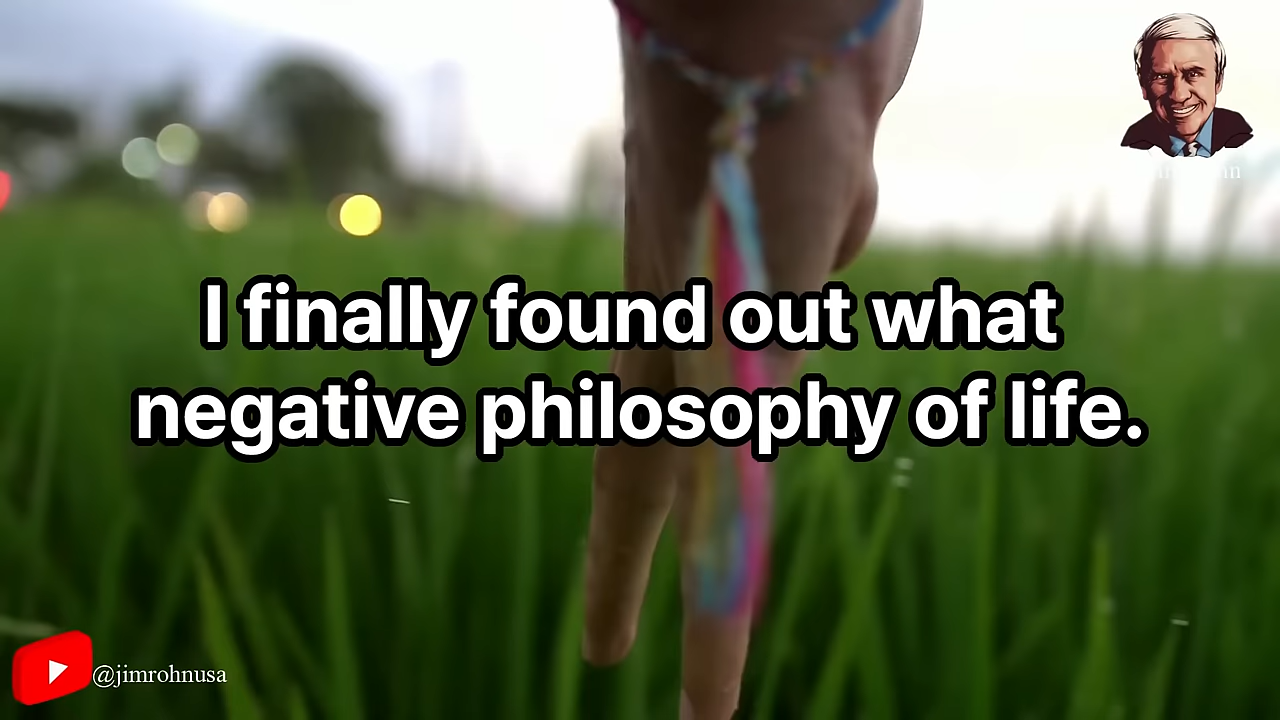 I finally found out what
negative philosophy of life.
@jimrohnusa